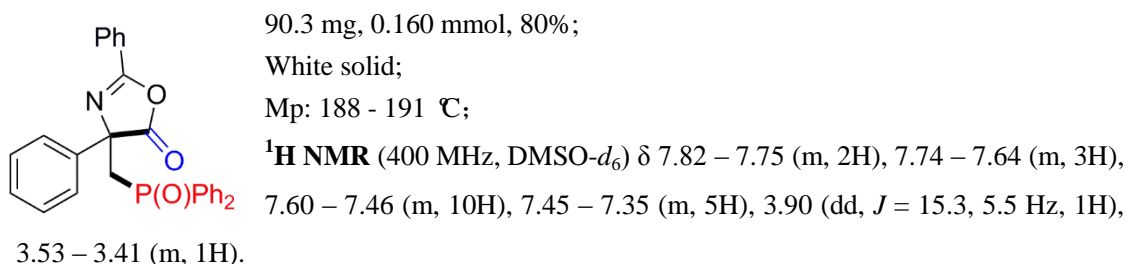 Ph
90.3 mg, 0.160 mmol, 80%;
White solid;
N
O
Mp: 188 - 191 ℃;
O
¹H NMR (400 MHz, DMSO-d₆) δ 7.82 – 7.75 (m, 2H), 7.74 – 7.64 (m, 3H),
P(O)Ph₂
7.60 – 7.46 (m, 10H), 7.45 – 7.35 (m, 5H), 3.90 (dd, J = 15.3, 5.5 Hz, 1H),
3.53 – 3.41 (m, 1H).